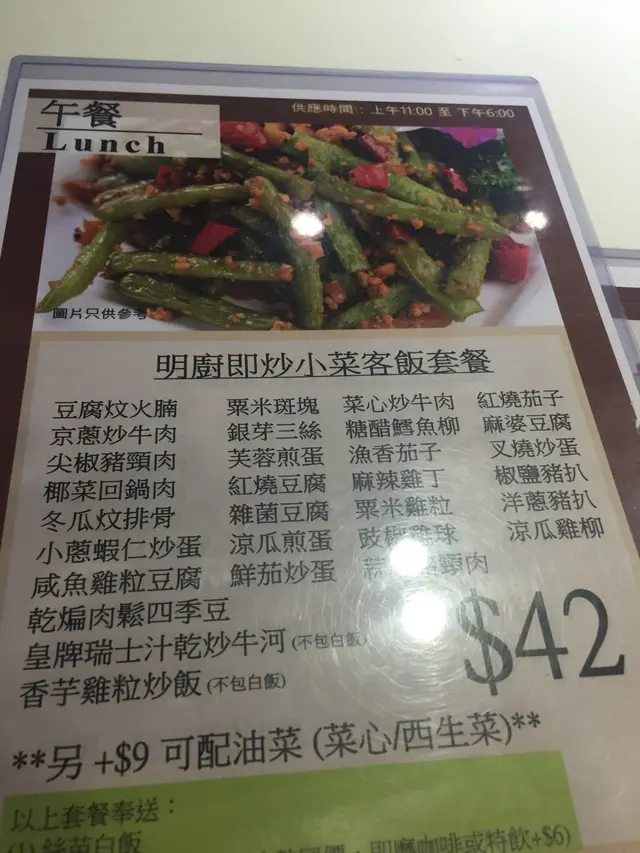 午餐
Lunch
供應時間：上午11:00 至 下午6:00
圖片只供參考
明廚即炒小菜客飯套餐
豆腐炆火腩 粟米斑塊 菜心炒牛肉 紅燒茄子
京蔥炒牛肉 銀芽三絲 糖醋鱈魚柳 麻婆豆腐
尖椒豬頸肉 芙蓉煎蛋 漁香茄子 叉燒炒蛋
椰菜回鍋肉 紅燒豆腐 麻辣雞丁 椒鹽豬扒
冬瓜炆排骨 雜菌豆腐 粟米雞粒 洋蔥豬扒
小蔥蝦仁炒蛋 涼瓜煎蛋 豉椒雞球 涼瓜雞柳
咸魚雞粒豆腐 鮮茄炒蛋 頸肉
乾煸肉鬆四季豆
皇牌瑞士汁乾炒牛河 (不包白飯)
香芋雞粒炒飯 (不包白飯)
$42
**另 +$9 可配油菜 (菜心/西生菜)**
以上套餐奉送：
(1) 絲苗白飯
即磨咖啡或特飲+$6)